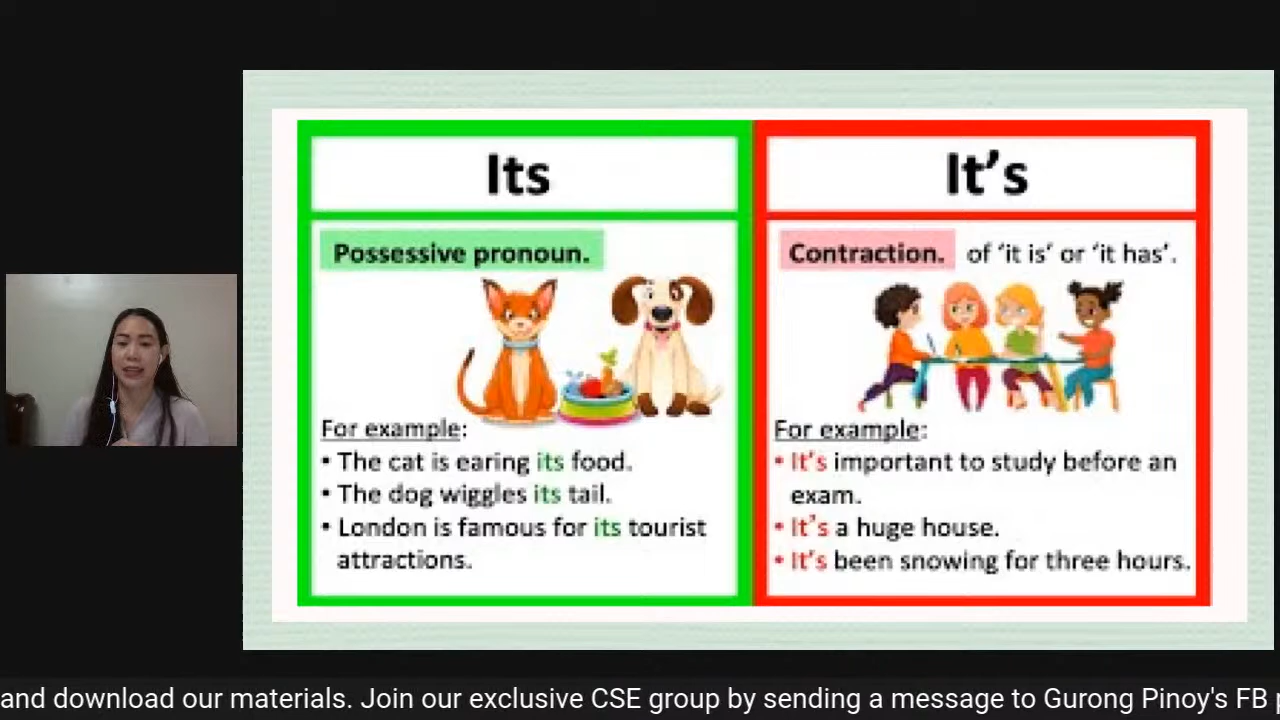 Its
Possessive pronoun.
For example:
• The cat is earing its food.
• The dog wiggles its tail.
• London is famous for its tourist
attractions.
It's
Contraction. of 'it is' or 'it has'.
For example:
• It's important to study before an
exam.
• It's a huge house.
• It's been snowing for three hours.
and download our materials. Join our exclusive CSE group by sending a message to Gurong Pinoy's FB